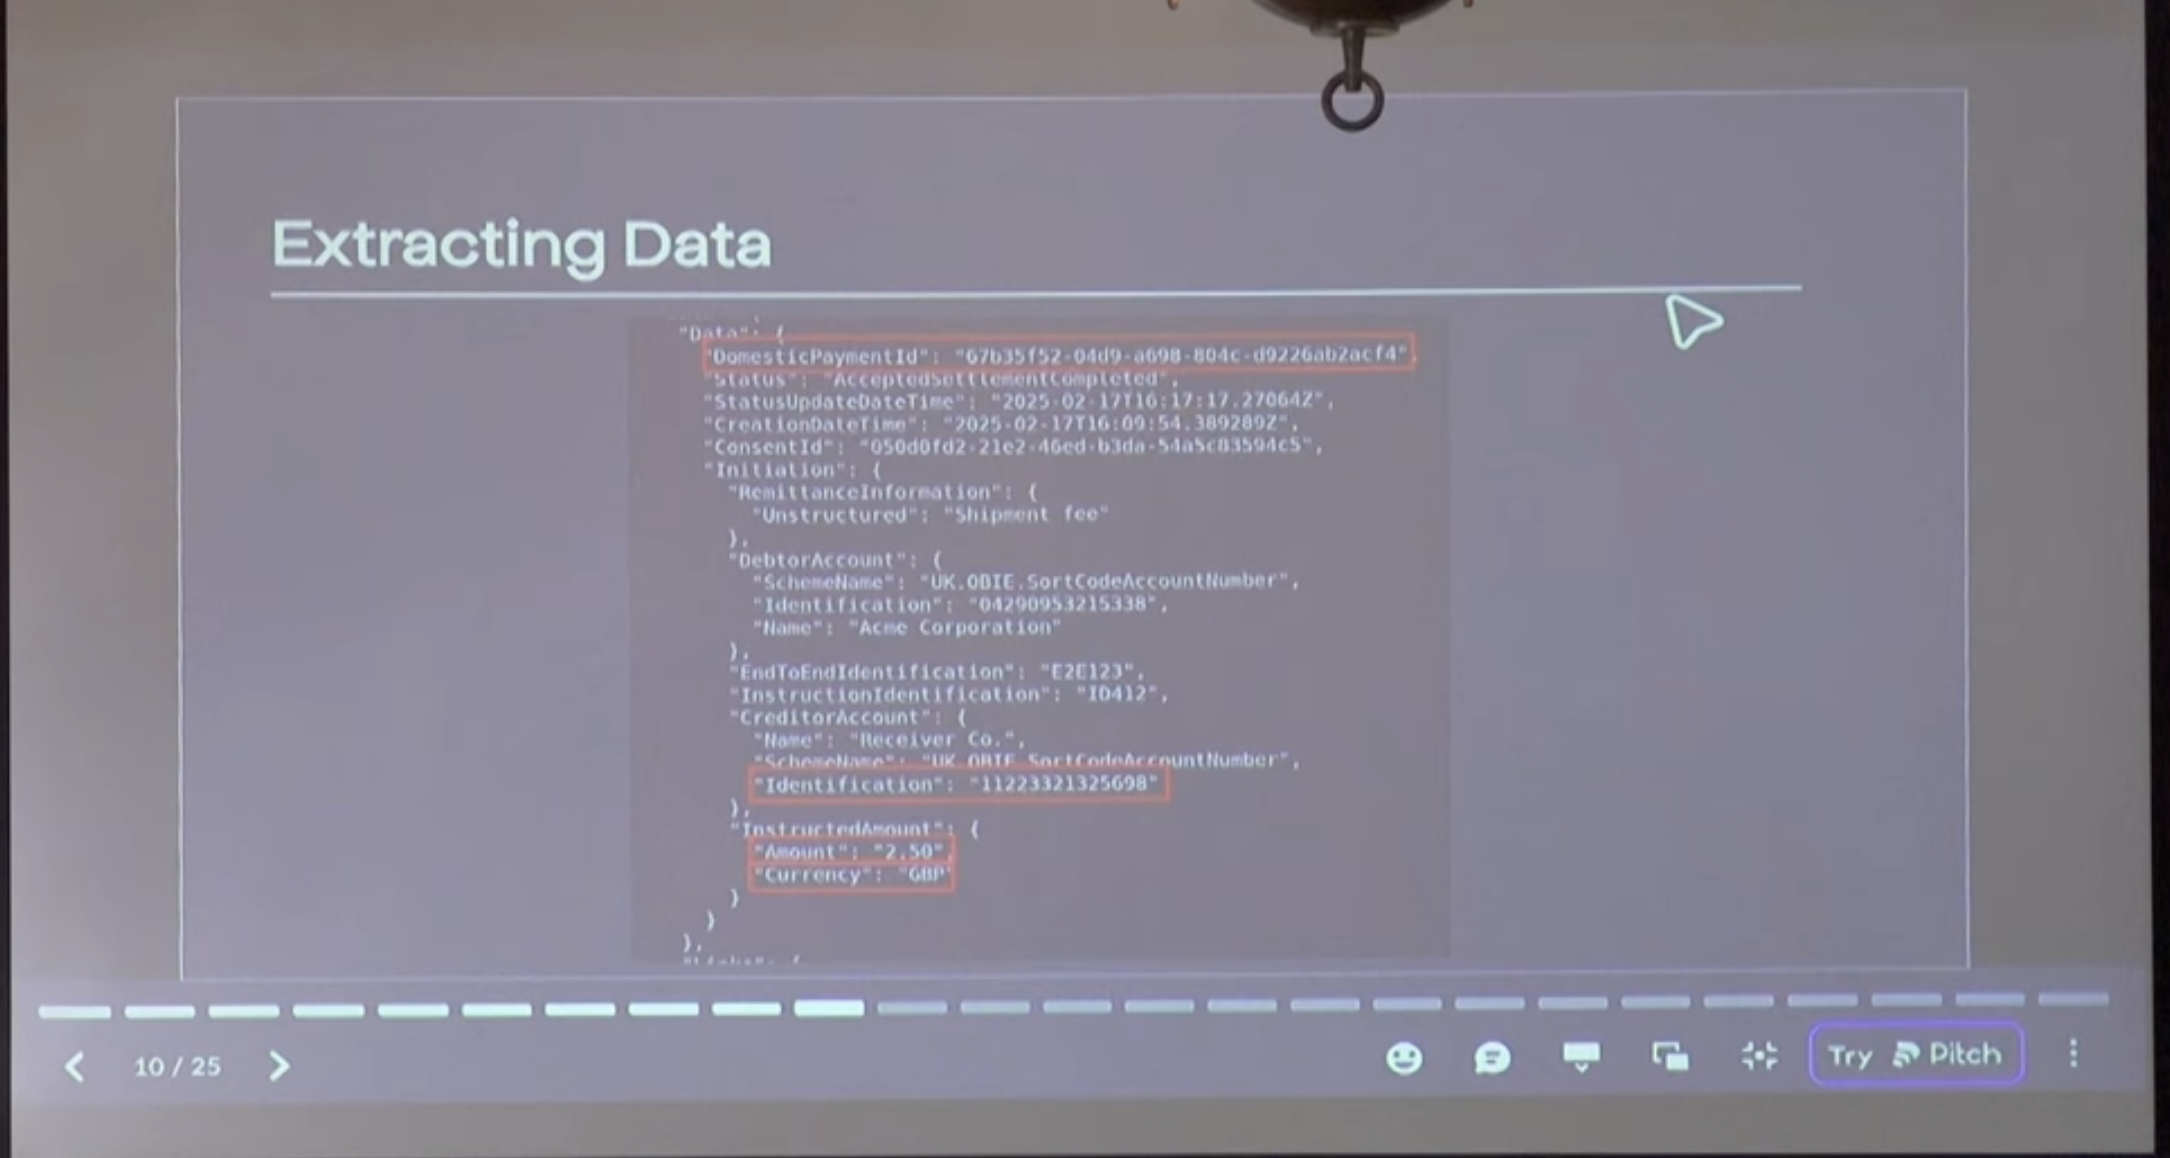 Extracting Data
"Data": {
"DomesticPaymentId": "67b35f52-04d9-a698-804c-d9226ab2acf4",
"Status": "AcceptedSettlementCompleted",
"StatusUpdateDateTime": "2025-02-17T16:17:17.27064Z",
"CreationDateTime": "2025-02-17T16:09:54.389289Z",
"ConsentId": "050d0fd2-21e2-46ed-b3da-54a5c83594c5",
"Initiation": {
"RemittanceInformation": {
"Unstructured": "Shipment fee"
},
"DebtorAccount": {
"SchemeName": "UK.OBIE.SortCodeAccountNumber",
"Identification": "04290953215338",
"Name": "Acme Corporation"
},
"EndToEndIdentification": "E2E123",
"InstructionIdentification": "ID412",
"CreditorAccount": {
"Name": "Receiver Co.",
"SchemeName": "UK.OBIE.SortCodeAccountNumber",
"Identification": "11223321325698"
},
"InstructedAmount": {
"Amount": "2.50",
"Currency": "GBP"
}
}
},
10 / 25
Try Pitch